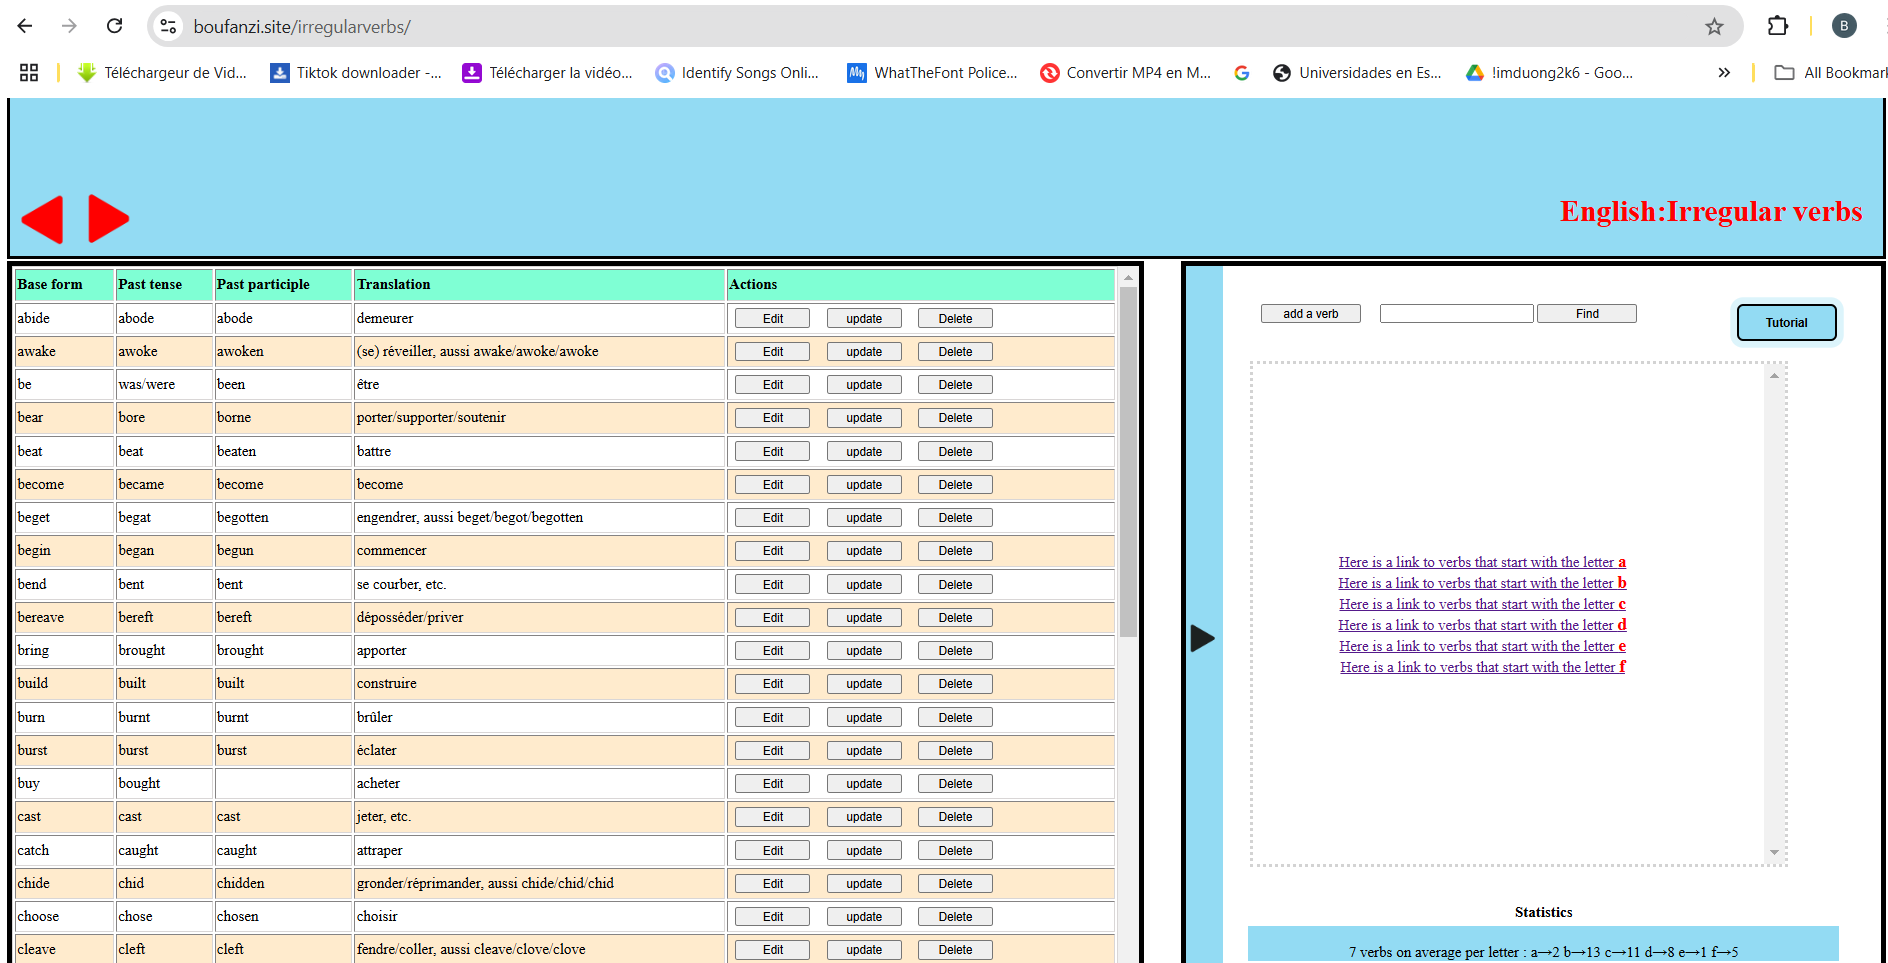 boufanzi.site/irregularverbs/
B
Téléchargeur de Vid... Tiktok downloader -... Télécharger la vidéo... Identify Songs Onli... WhatTheFont Police... Convertir MP4 en M... Universidades en Es... !imduong2k6 - Goo... » All Bookmar
English:Irregular verbs
Base form Past tense Past participle Translation Actions
abide abode abode demeurer Edit update Delete
awake awoke awoken (se) réveiller, aussi awake/awoke/awoke Edit update Delete
be was/were been être Edit update Delete
bear bore borne porter/supporter/soutenir Edit update Delete
beat beat beaten battre Edit update Delete
become became become become Edit update Delete
beget begat begotten engendrer, aussi beget/begot/begotten Edit update Delete
begin began begun commencer Edit update Delete
bend bent bent se courber, etc. Edit update Delete
bereave bereft bereft déposséder/priver Edit update Delete
bring brought brought apporter Edit update Delete
build built built construire Edit update Delete
burn burnt burnt brûler Edit update Delete
burst burst burst éclater Edit update Delete
buy bought acheter Edit update Delete
cast cast cast jeter, etc. Edit update Delete
catch caught caught attraper Edit update Delete
chide chid chidden gronder/réprimander, aussi chide/chid/chid Edit update Delete
choose chose chosen choisir Edit update Delete
cleave cleft cleft fendre/coller, aussi cleave/clove/clove Edit update Delete
add a verb Find Tutorial
Here is a link to verbs that start with the letter a
Here is a link to verbs that start with the letter b
Here is a link to verbs that start with the letter c
Here is a link to verbs that start with the letter d
Here is a link to verbs that start with the letter e
Here is a link to verbs that start with the letter f
Statistics
7 verbs on average per letter : a→2 b→13 c→11 d→8 e→1 f→5